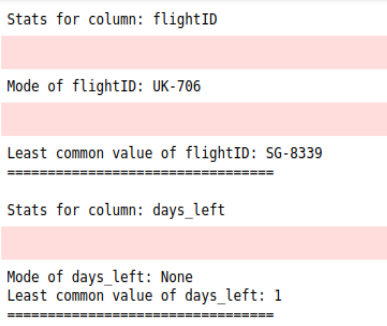 Stats for column: flightID
Mode of flightID: UK-706
Least common value of flightID: SG-8339
=================================
Stats for column: days_left
Mode of days_left: None
Least common value of days_left: 1
=================================